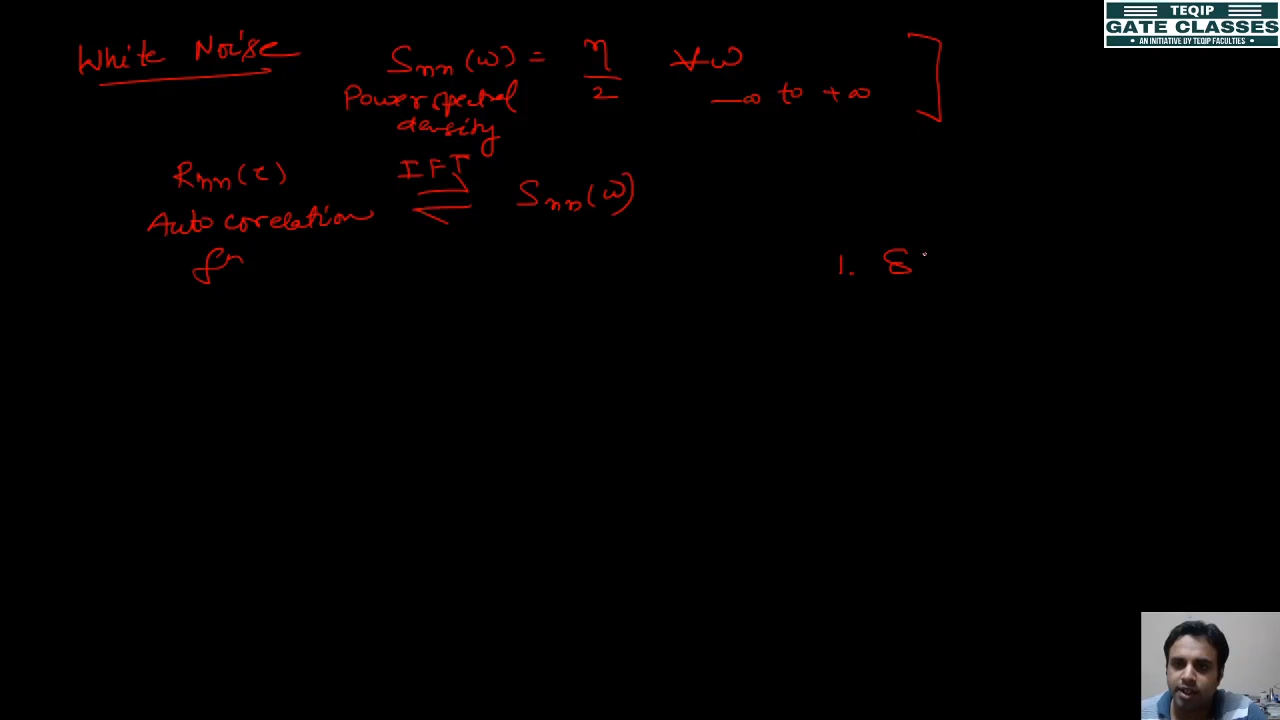 TEQIP
GATE CLASSES
• AN INITIATIVE BY TEQIP FACULTIES •
White Noise Snn(ω) = η/2 ∀ω
-∞ to +∞
Power spectral
density
Rnn(τ) IFT ⇌ Snn(ω)
Auto corelation
fn
1. δ